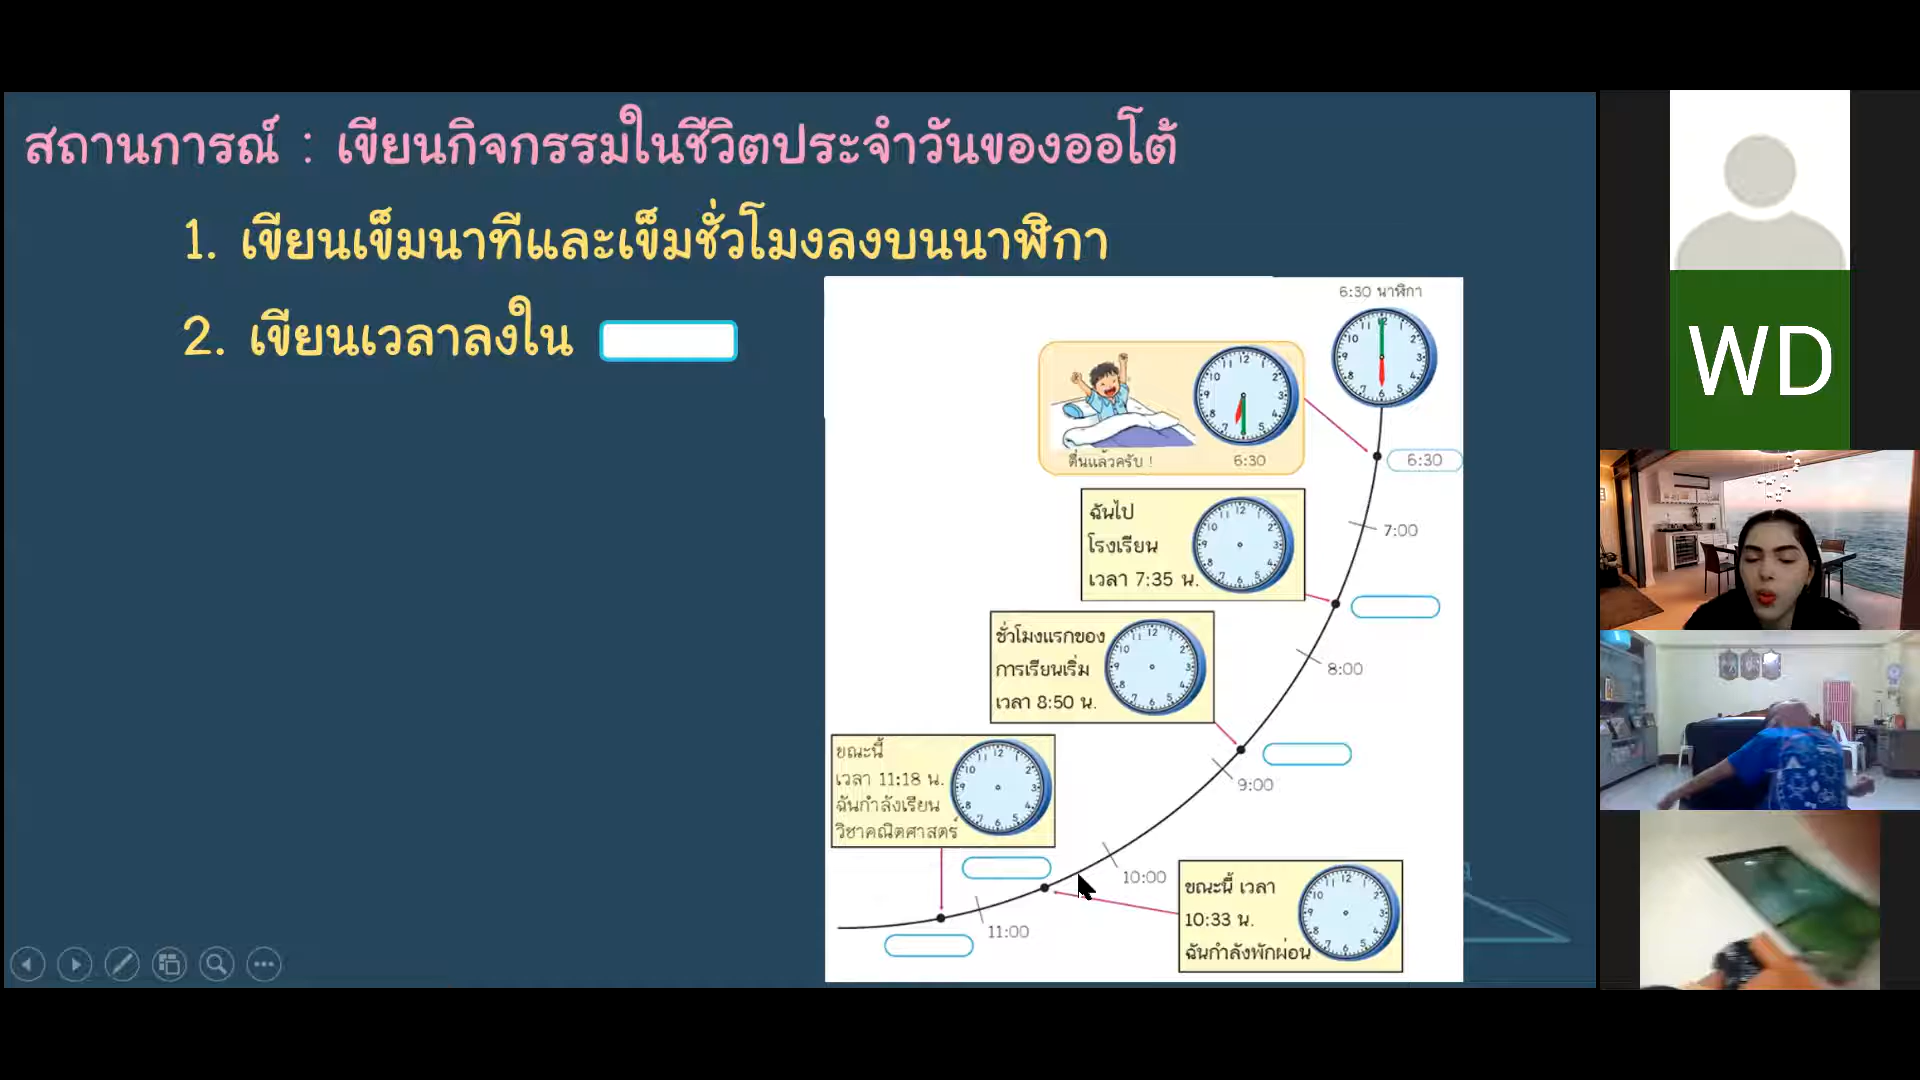 สถานการณ์ : เขียนกิจกรรมในชีวิตประจำวันของออโต้
1. เขียนเข็มนาทีและเข็มชั่วโมงลงบนนาฬิกา
2. เขียนเวลาลงใน
6:30 นาฬิกา
ตื่นแล้วครับ !
6:30
6:30
7:00
ฉันไป
โรงเรียน
เวลา 7:35 น.
8:00
ชั่วโมงแรกของ
การเรียนเริ่ม
เวลา 8:50 น.
9:00
ขณะนี้
เวลา 11:18 น.
ฉันกำลังเรียน
วิชาคณิตศาสตร์
10:00
11:00
ขณะนี้ เวลา
10:33 น.
ฉันกำลังพักผ่อน
WD